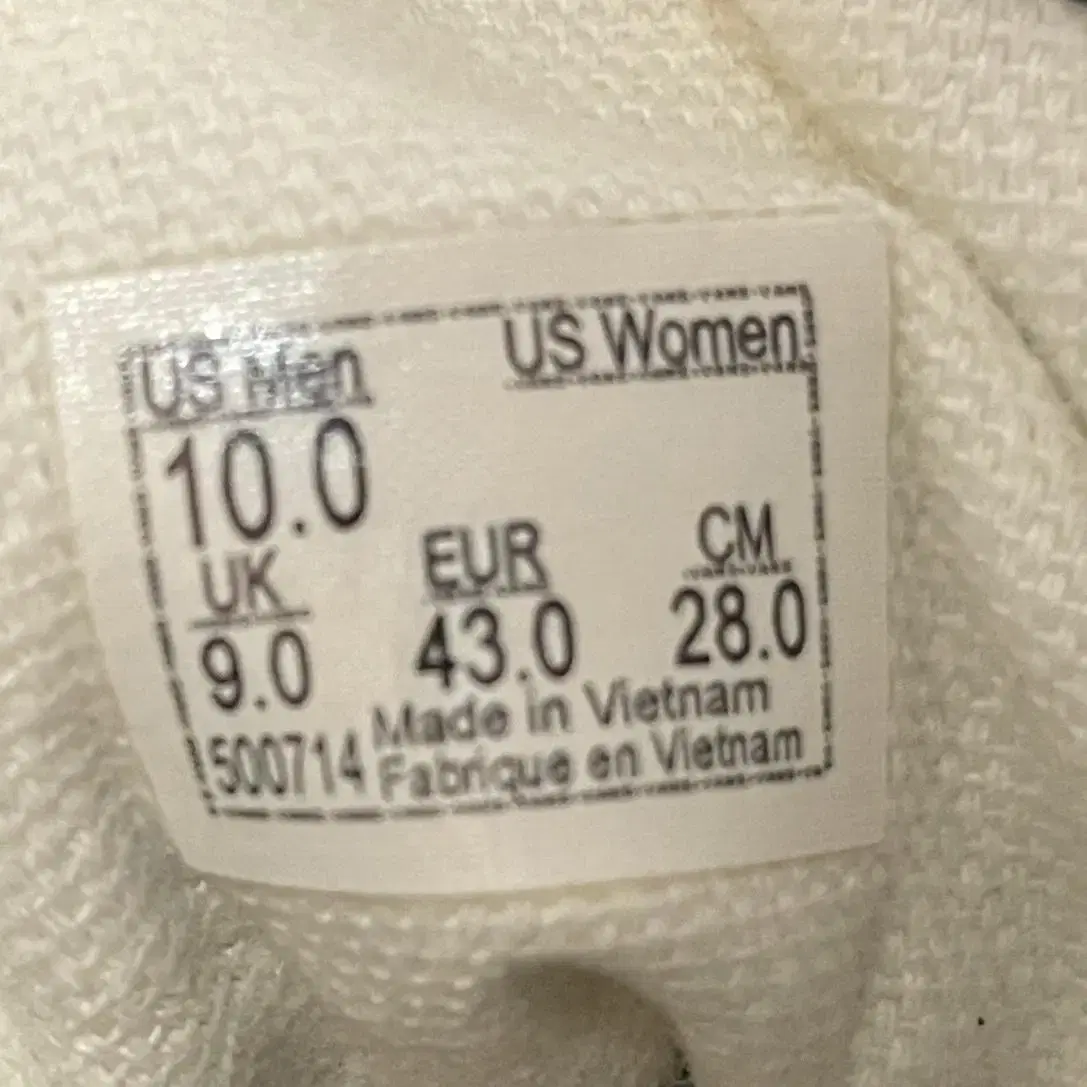 US Men US Women
10.0
UK EUR CM
9.0 43.0 28.0
Made in Vietnam
500714 Fabrique en Vietnam